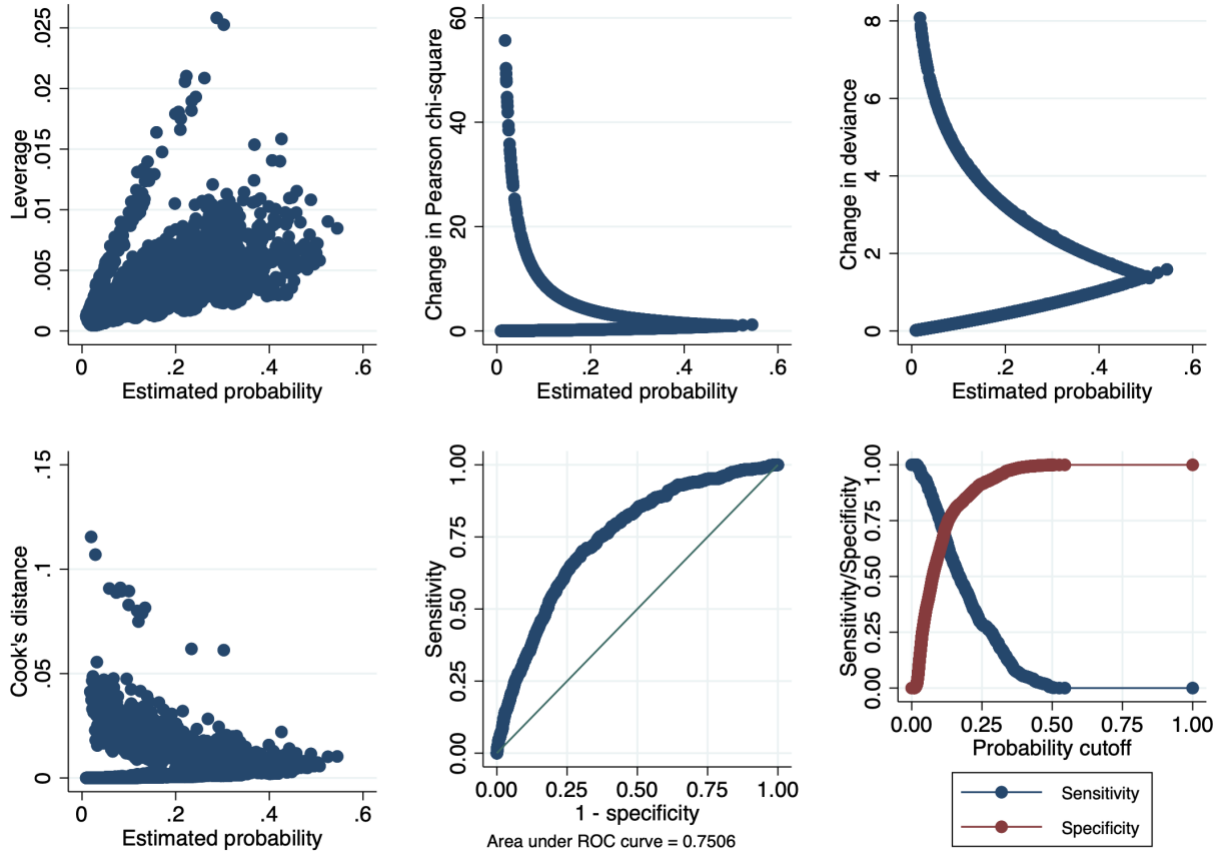 Leverage
.025
.02
.015
.01
.005
0
0 .2 .4 .6
Estimated probability
Change in Pearson chi-square
60
40
20
0
0 .2 .4 .6
Estimated probability
Change in deviance
8
6
4
2
0
0 .2 .4 .6
Estimated probability
Cook's distance
.15
.1
.05
0
0 .2 .4 .6
Estimated probability
Sensitivity
1.00
0.75
0.50
0.25
0.00
0.00 0.25 0.50 0.75 1.00
1 - specificity
Area under ROC curve = 0.7506
Sensitivity/Specificity
1.00
0.75
0.50
0.25
0.00
0.00 0.25 0.50 0.75 1.00
Probability cutoff
Sensitivity
Specificity